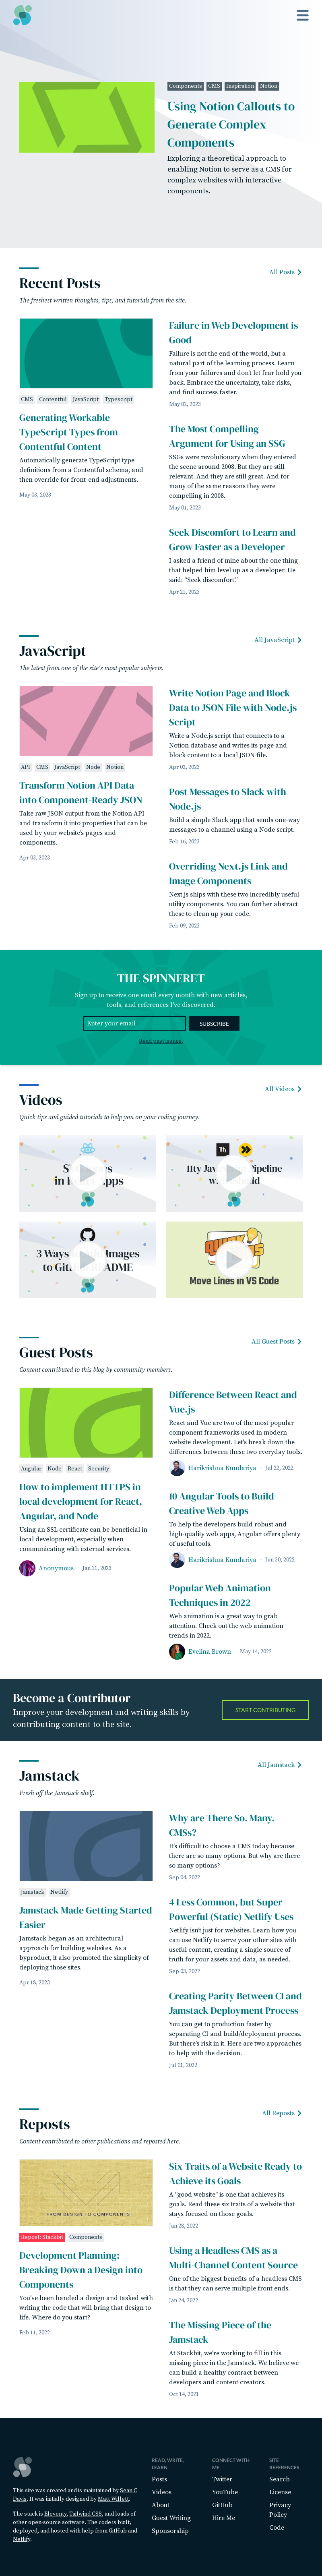 Components CMS Inspiration Notion
Using Notion Callouts to
Generate Complex
Components
Exploring a theoretical approach to
enabling Notion to serve as a CMS for
complex websites with interactive
components.
Recent Posts
All Posts
The freshest written thoughts, tips, and tutorials from the site.
CMS Contentful JavaScript Typescript
Generating Workable
TypeScript Types from
Contentful Content
Automatically generate TypeScript type
definitions from a Contentful schema, and
then override for front-end adjustments.
May 03, 2023
Failure in Web Development is
Good
Failure is not the end of the world, but a
natural part of the learning process. Learn
from your failures and don't let fear hold you
back. Embrace the uncertainty, take risks,
and find success faster.
May 02, 2023
The Most Compelling
Argument for Using an SSG
SSGs were revolutionary when they entered
the scene around 2008. But they are still
relevant. And they are still great. And for
many of the same reasons they were
compelling in 2008.
May 01, 2023
Seek Discomfort to Learn and
Grow Faster as a Developer
I asked a friend of mine about the one thing
that helped him level up as a developer. He
said: “Seek discomfort.”
Apr 21, 2023
JavaScript
All JavaScript
The latest from one of the site's most popular subjects.
API CMS JavaScript Node Notion
Transform Notion API Data
into Component-Ready JSON
Take raw JSON output from the Notion API
and transform it into properties that can be
used by your website's pages and
components.
Apr 03, 2023
Write Notion Page and Block
Data to JSON File with Node.js
Script
Write a Node.js script that connects to a
Notion database and writes its page and
block content to a local JSON file.
Apr 02, 2023
Post Messages to Slack with
Node.js
Build a simple Slack app that sends one-way
messages to a channel using a Node script.
Feb 16, 2023
Overriding Next.js Link and
Image Components
Next.js ships with these two incredibly useful
utility components. You can further abstract
these to clean up your code.
Feb 09, 2023
THE SPINNERET
Sign up to receive one email every month with new articles,
tools, and references I've discovered.
Enter your email
SUBSCRIBE
Read past issues.
Videos
All Videos
Quick tips and guided tutorials to help you on your coding journey.
3 Ways
Images
to Git
ADME
Move Lines in VS Code
Guest Posts
All Guest Posts
Content contributed to this blog by community members.
Angular Node React Security
How to implement HTTPS in
local development for React,
Angular, and Node
Using an SSL certificate can be beneficial in
local development, especially when
communicating with external services.
Anonymous · Jan 11, 2023
Difference Between React and
Vue.js
React and Vue are two of the most popular
component frameworks used in modern
website development. Let's break down the
differences between these two everyday tools.
Harikrishna Kundariya · Jul 22, 2022
10 Angular Tools to Build
Creative Web Apps
To help the developers build robust and
high-quality web apps, Angular offers plenty
of useful tools.
Harikrishna Kundariya · Jun 30, 2022
Popular Web Animation
Techniques in 2022
Web animation is a great way to grab
attention. Check out the web animation
trends in 2022.
Evelina Brown · May 14, 2022
Become a Contributor
Improve your development and writing skills by
contributing content to the site.
START CONTRIBUTING
Jamstack
All Jamstack
Fresh off the Jamstack shelf.
Jamstack Netlify
Jamstack Made Getting Started
Easier
Jamstack began as an architectural
approach for building websites. As a
byproduct, it also promoted the simplicity of
deploying those sites.
Apr 18, 2023
Why are There So. Many.
CMSs?
It's difficult to choose a CMS today because
there are so many options. But why are there
so many options?
Sep 04, 2022
4 Less Common, but Super
Powerful (Static) Netlify Uses
Netlify isn't just for websites. Learn how you
can use Netlify to serve your other sites with
useful content, creating a single source of
truth for your assets and data, as needed.
Sep 03, 2022
Creating Parity Between CI and
Jamstack Deployment Process
You can get to production faster by
separating CI and build/deployment process.
But there's risk in it. Here are two approaches
to help with the decision.
Jul 01, 2022
Reposts
All Reposts
Content contributed to other publications and reposted here.
FROM DESIGN TO COMPONENTS
Repost: Stackbit Components
Development Planning:
Breaking Down a Design into
Components
You've been handed a design and tasked with
writing the code that will bring that design to
life. Where do you start?
Feb 11, 2022
Six Traits of a Website Ready to
Achieve its Goals
A "good website" is one that achieves its
goals. Read these six traits of a website that
stays focused on those goals.
Jan 28, 2022
Using a Headless CMS as a
Multi-Channel Content Source
One of the biggest benefits of a headless CMS
is that they can serve multiple front ends.
Jan 24, 2022
The Missing Piece of the
Jamstack
At Stackbit, we're working to fill in this
missing piece in the Jamstack. We believe we
can build a healthy contract between
developers and content creators.
Oct 14, 2021
This site was created and is maintained by Sean C
Davis. It was initially designed by Matt Willett.
The stack is Eleventy, Tailwind CSS, and loads of
other open-source software. The code is built,
deployed, and hosted with help from GitHub and
Netlify.
READ, WRITE,
LEARN
Posts
Videos
About
Guest Writing
Sponsorship
CONNECT WITH
ME
Twitter
YouTube
GitHub
Hire Me
SITE
REFERENCES
Search
License
Privacy
Policy
Code